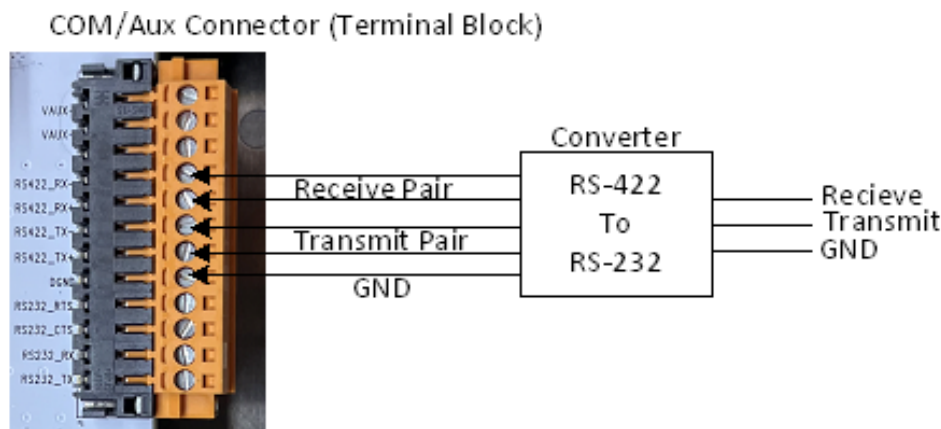 COM/Aux Connector (Terminal Block)
VAUX-
VAUX-
RS422_RX-
RS422_RX+
RS422_TX-
RS422_TX+
DGND
RS232_RTS
RS232_CTS
RS232_RX
RS232_TX
Receive Pair
Transmit Pair
GND
Converter
RS-422
To
RS-232
Recieve
Transmit
GND